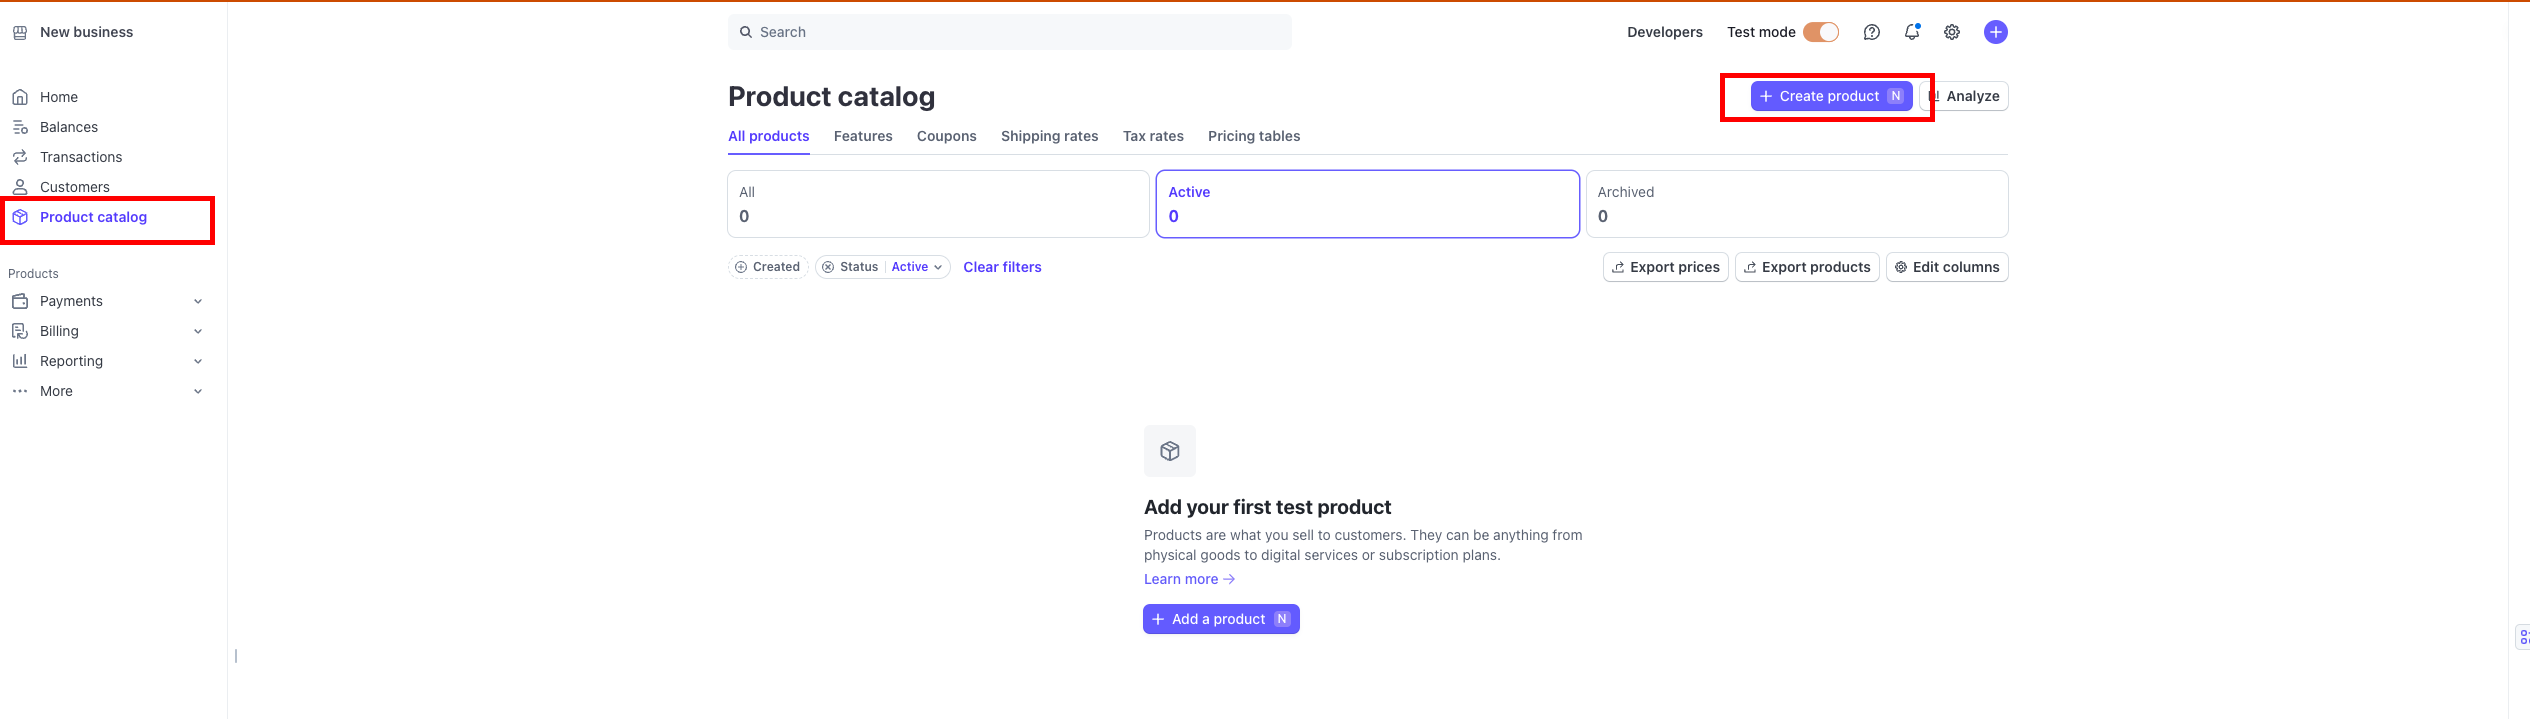 New business
Home
Balances
Transactions
Customers
Product catalog
Products
Payments
Billing
Reporting
More
Search
Developers
Test mode
Product catalog
Create product N
Analyze
All products
Features
Coupons
Shipping rates
Tax rates
Pricing tables
All
0
Active
0
Archived
0
Created
Status Active
Clear filters
Export prices
Export products
Edit columns
Add your first test product
Products are what you sell to customers. They can be anything from
physical goods to digital services or subscription plans.
Learn more
Add a product N